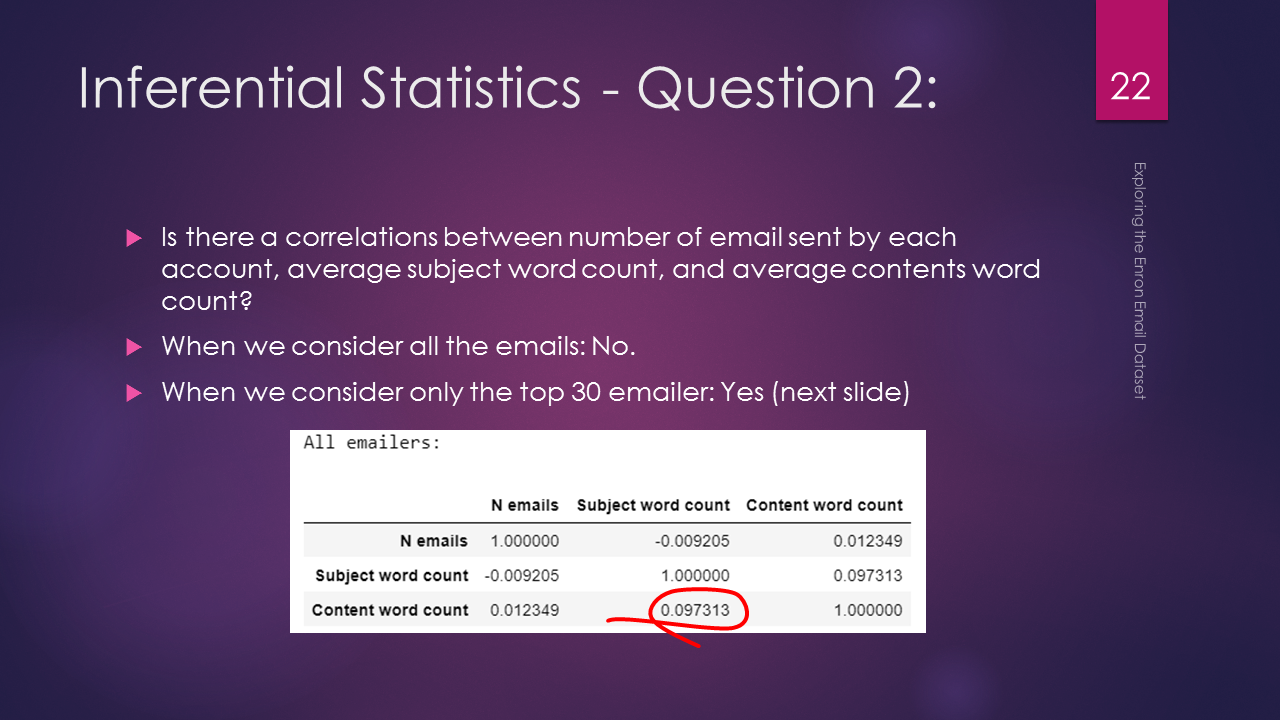 Inferential Statistics - Question 2:
22
Exploring the Enron Email Dataset
Is there a correlations between number of email sent by each
account, average subject word count, and average contents word
count?
When we consider all the emails: No.
When we consider only the top 30 emailer: Yes (next slide)
All emailers:
N emails Subject word count Content word count
N emails 1.000000 -0.009205 0.012349
Subject word count -0.009205 1.000000 0.097313
Content word count 0.012349 0.097313 1.000000